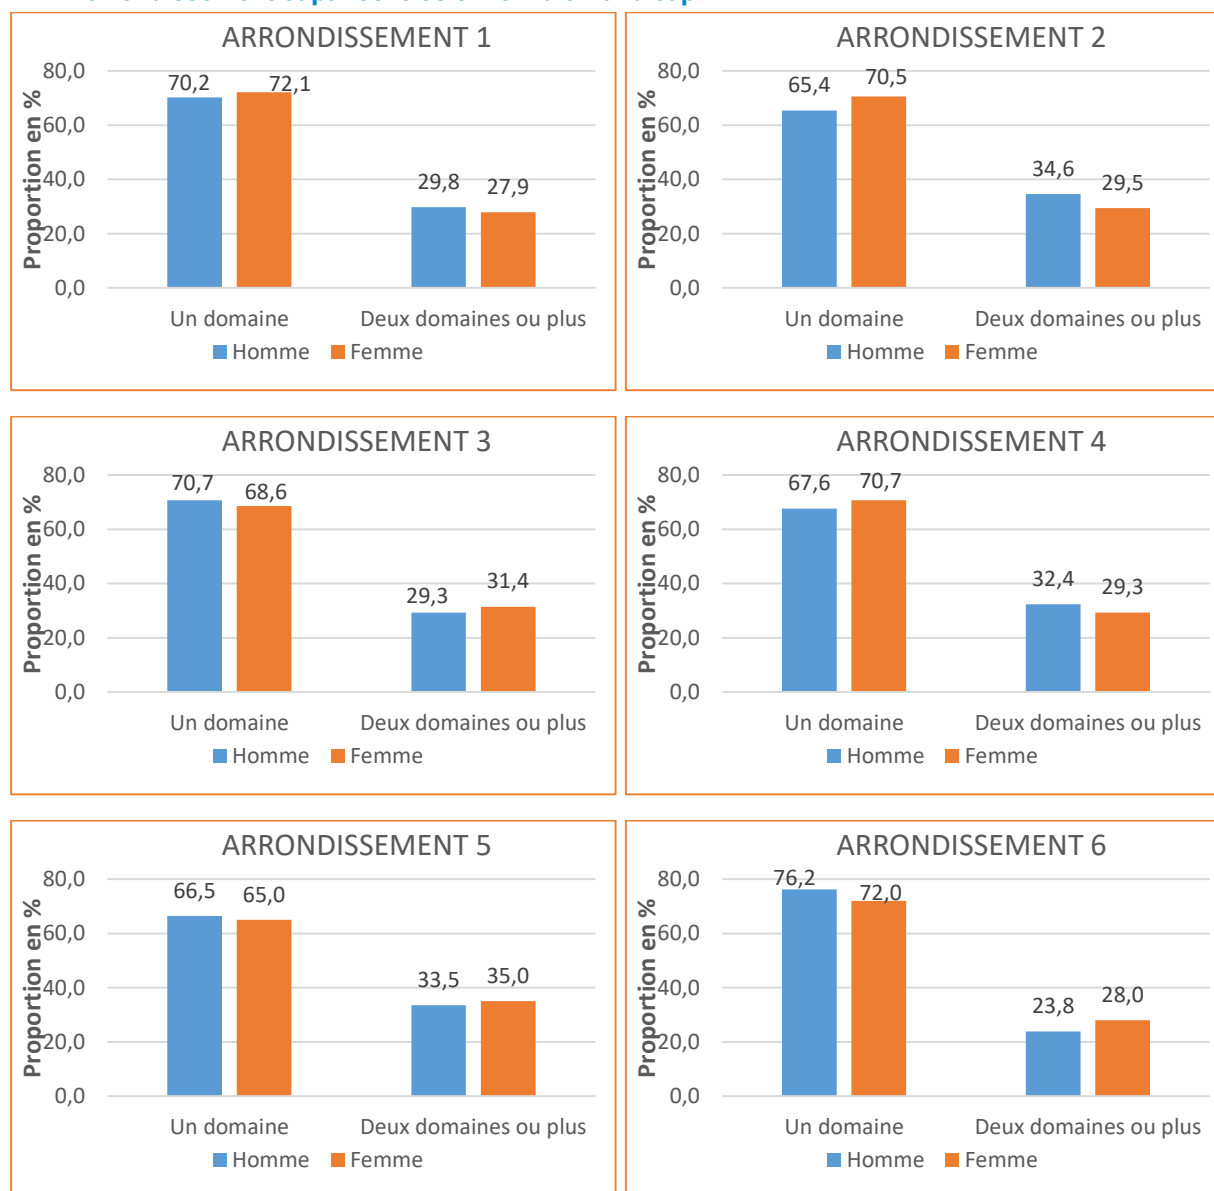 ARRONDISSEMENT 1
80,0
60,0
40,0
20,0
0,0
Proportion en %
70,2
72,1
29,8
27,9
Un domaine
Deux domaines ou plus
Homme
Femme
ARRONDISSEMENT 2
80,0
60,0
40,0
20,0
0,0
Proportion en %
65,4
70,5
34,6
29,5
Un domaine
Deux domaines ou plus
Homme
Femme
ARRONDISSEMENT 3
80,0
60,0
40,0
20,0
0,0
Proportion en %
70,7
68,6
29,3
31,4
Un domaine
Deux domaines ou plus
Homme
Femme
ARRONDISSEMENT 4
80,0
60,0
40,0
20,0
0,0
Proportion en %
67,6
70,7
32,4
29,3
Un domaine
Deux domaines ou plus
Homme
Femme
ARRONDISSEMENT 5
80,0
60,0
40,0
20,0
0,0
Proportion en %
66,5
65,0
33,5
35,0
Un domaine
Deux domaines ou plus
Homme
Femme
ARRONDISSEMENT 6
80,0
60,0
40,0
20,0
0,0
Proportion en %
76,2
72,0
23,8
28,0
Un domaine
Deux domaines ou plus
Homme
Femme